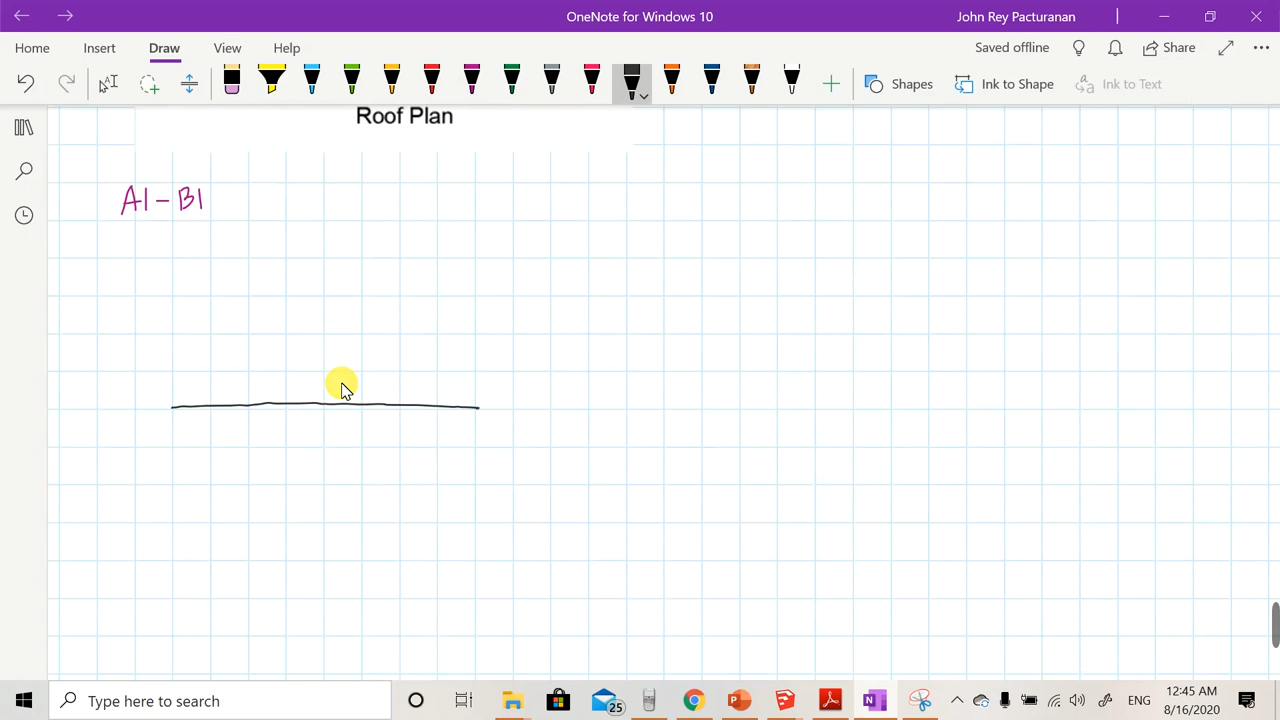 OneNote for Windows 10
John Rey Pacturanan
Home Insert Draw View Help
Saved offline
Share
Shapes
Ink to Shape
Ink to Text
Roof Plan
A1 - B1
Type here to search
25
ENG
12:45 AM
8/16/2020